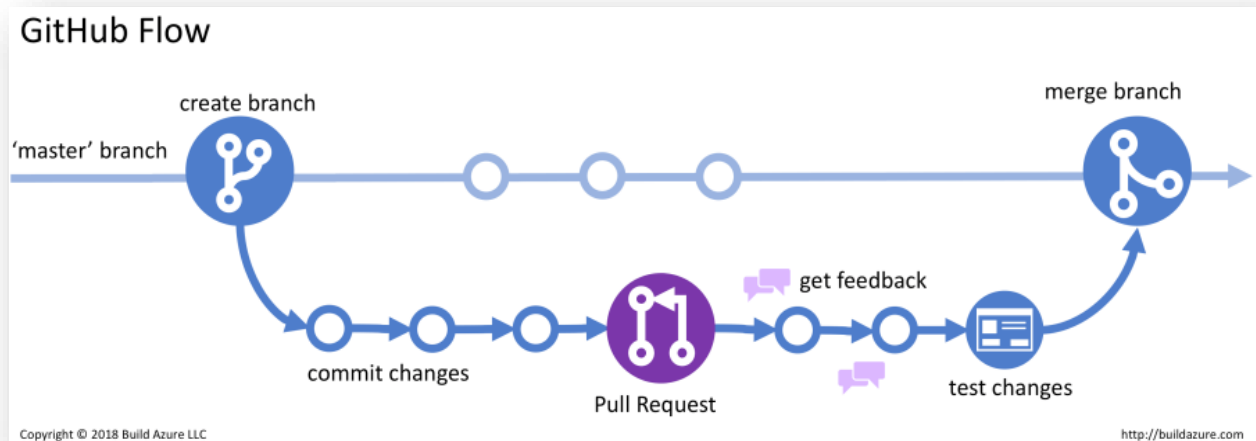 GitHub Flow
create branch
merge branch
‘master’ branch
get feedback
commit changes
Pull Request
test changes
Copyright © 2018 Build Azure LLC
http://buildazure.com